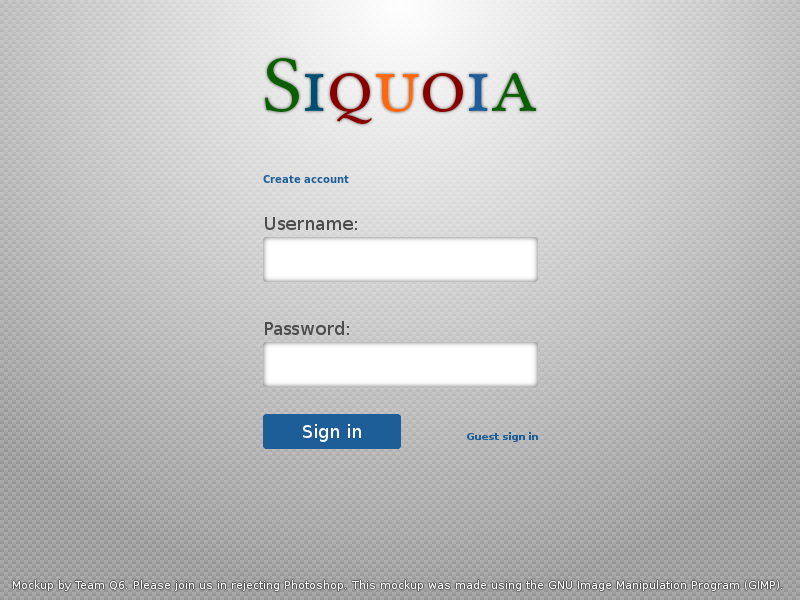 SIQUOIA
Create account
Username:
Password:
Sign in
Guest sign in
Mockup by Team Q6. Please join us in rejecting Photoshop. This mockup was made using the GNU Image Manipulation Program (GIMP).